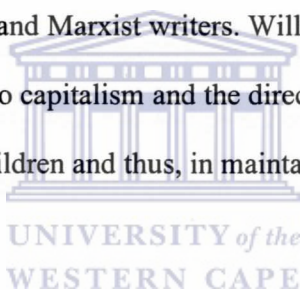 and Marxist writers. Will
o capitalism and the direc
ildren and thus, in mainta
UNIVERSITY of the
WESTERN CAPE